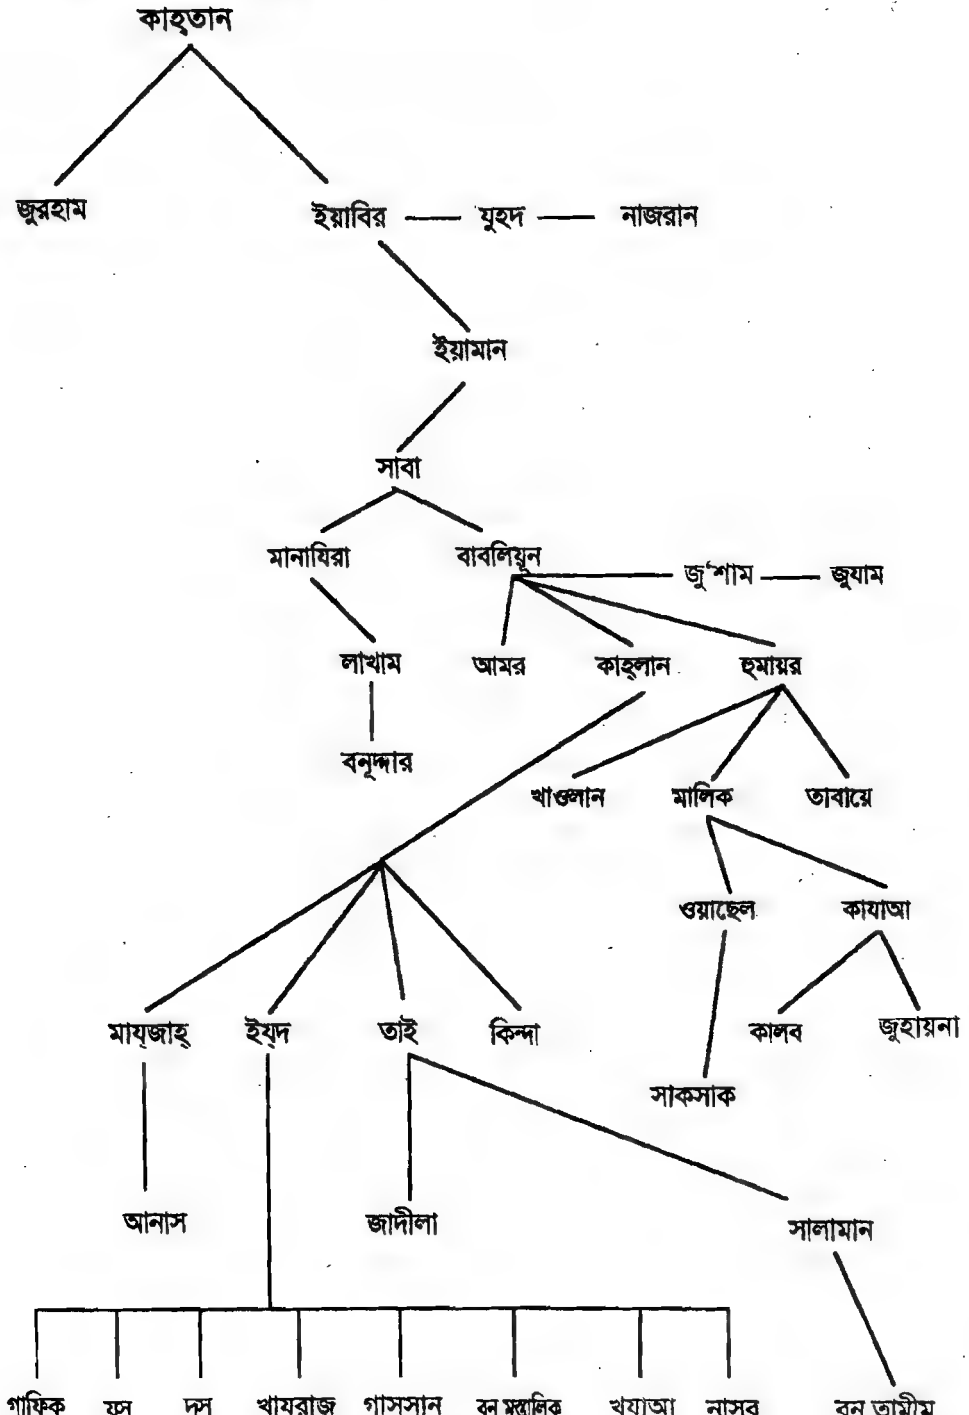 কাহ্তান
জুরহাম ইয়াবির যুহদ নাজরান
ইয়ামান
সাবা
মানাযিরা বাবলিয়ূন জু'শাম জুযাম
লাখাম আমর কাহ্লান হুমায়র
বনূদ্দার খাওলান মালিক তাবায়ে
ওয়াছেল কাযাআ
মায্জাহ্ ইয্দ তাই কিন্দা কালব জুহায়না
সাকসাক
আনাস জাদীলা সালামান
গাফিক দস খাযরাজ গাসসান খযাআ নাসর বনূ তামীম